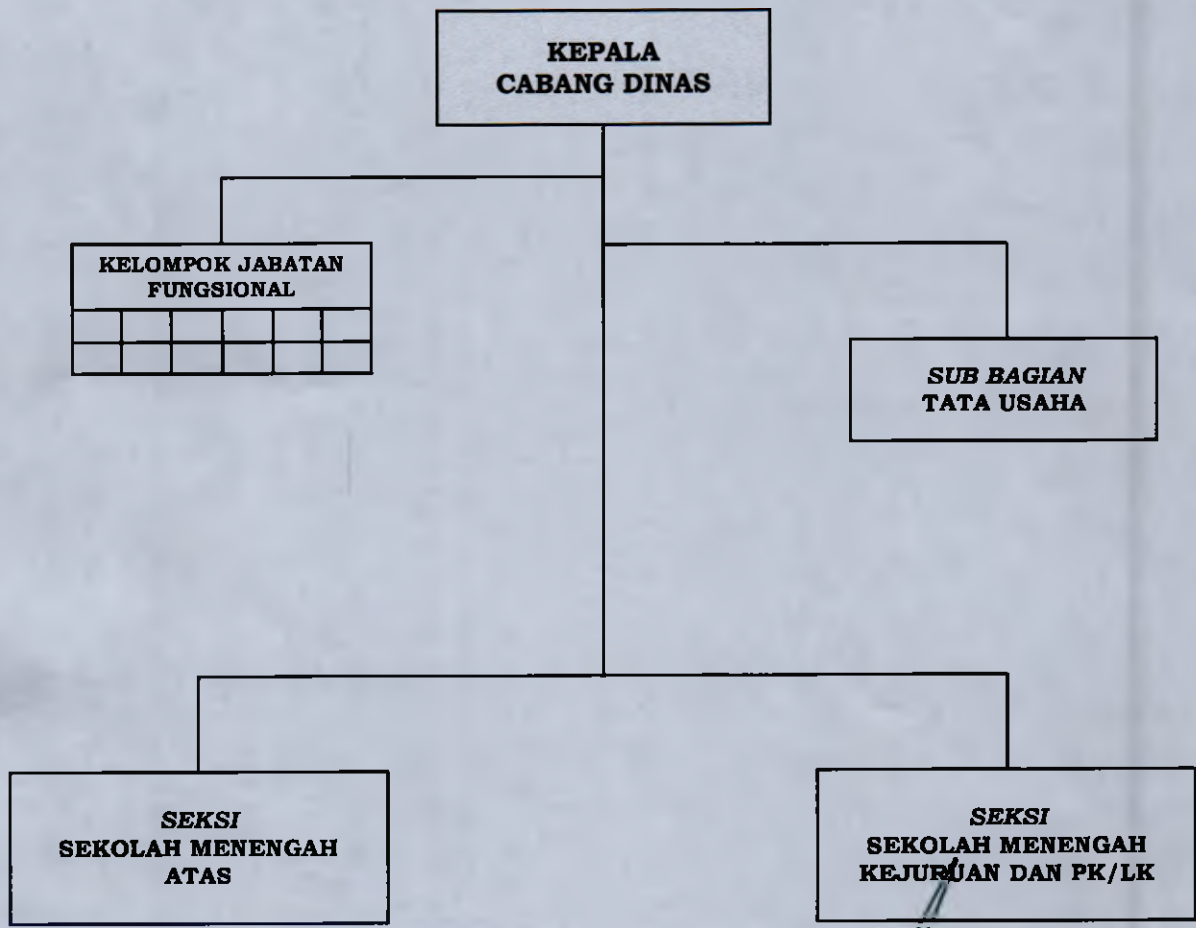 KEPALA
CABANG DINAS
KELOMPOK JABATAN
FUNGSIONAL
SUB BAGIAN
TATA USAHA
SEKSI
SEKOLAH MENENGAH
ATAS
SEKSI
SEKOLAH MENENGAH
KEJURUAN DAN PK/LK